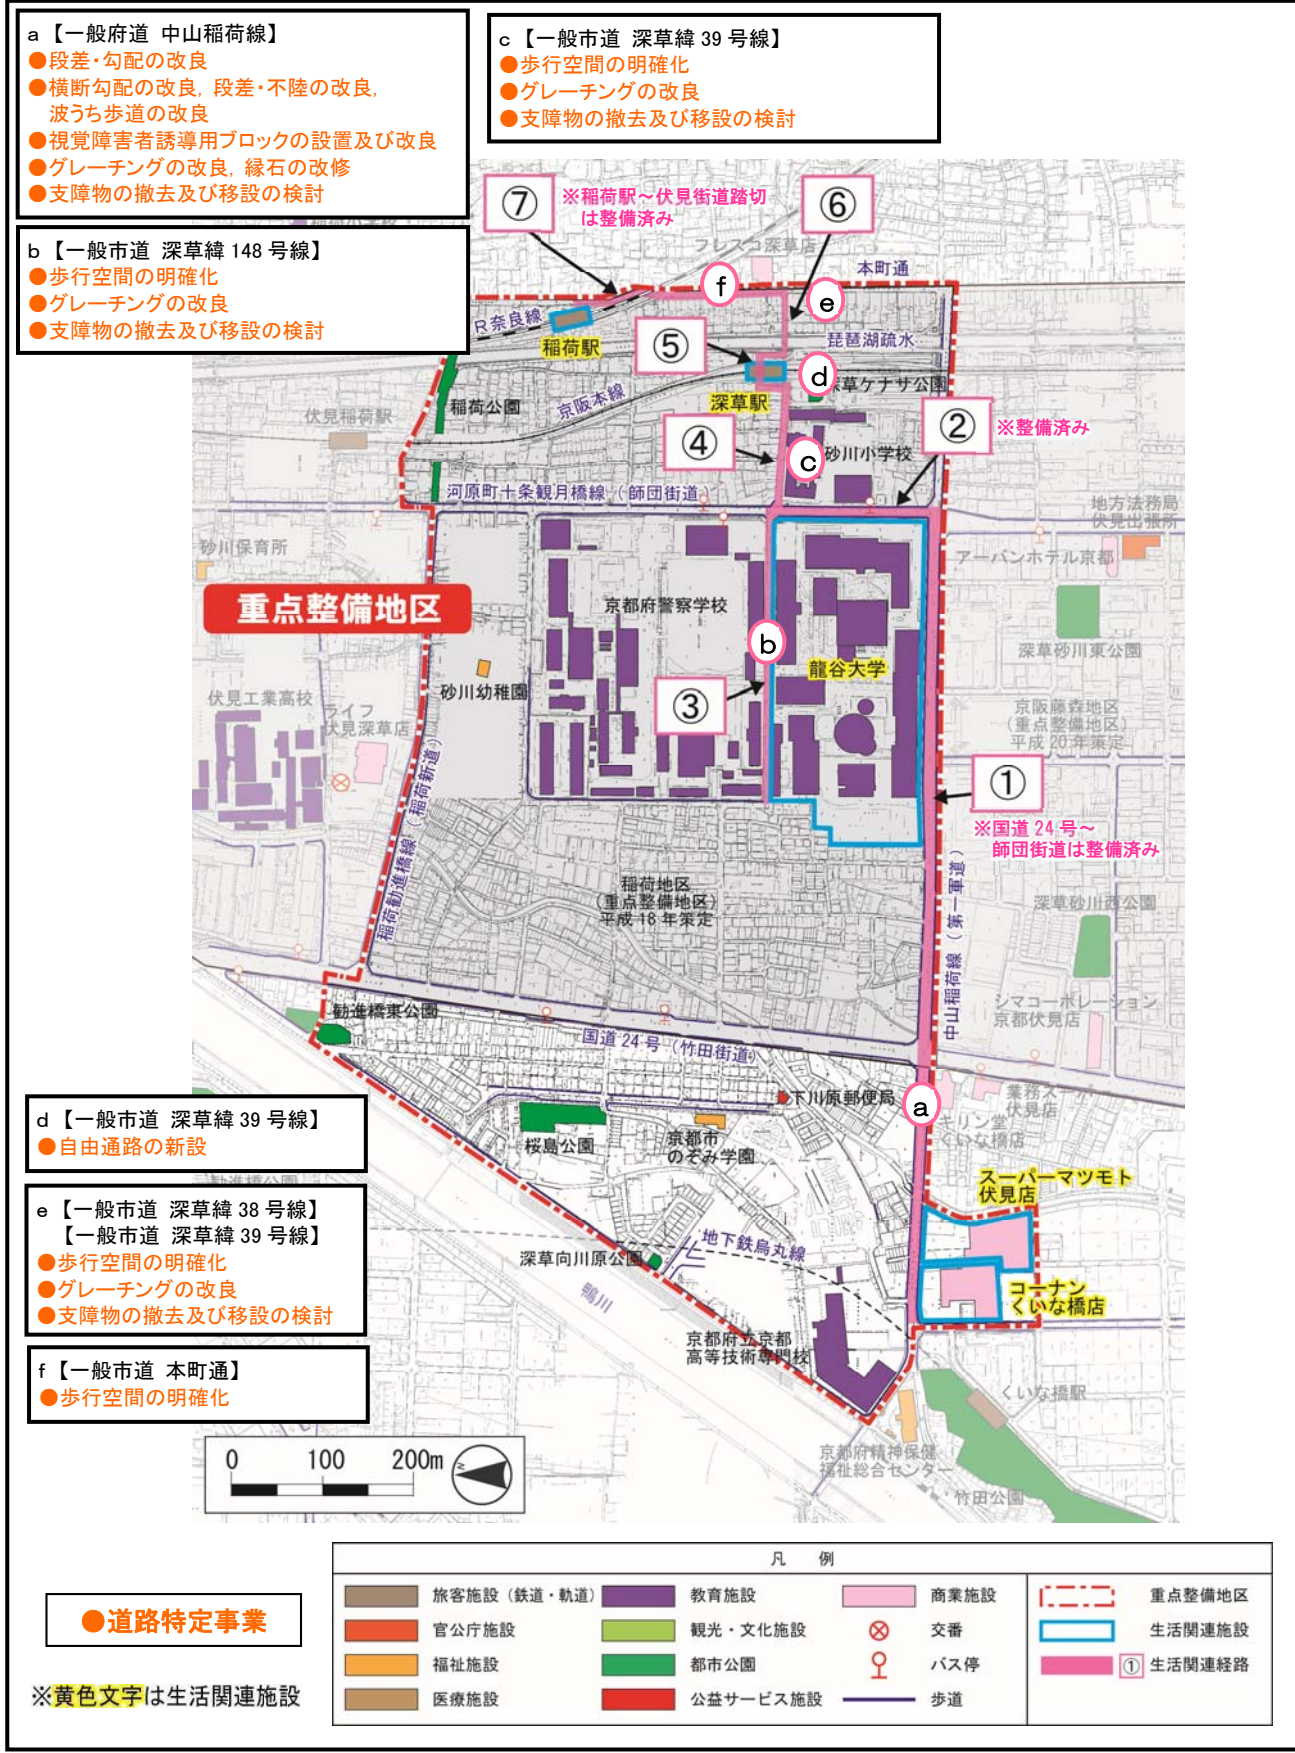 a 【一般府道 中山稲荷線】
●段差・勾配の改良
●横断勾配の改良, 段差・不陸の改良,
波うち歩道の改良
●視覚障害者誘導用ブロックの設置及び改良
●グレーチングの改良, 縁石の改修
●支障物の撤去及び移設の検討
c 【一般市道 深草緯 39 号線】
●歩行空間の明確化
●グレーチングの改良
●支障物の撤去及び移設の検討
b 【一般市道 深草緯 148 号線】
●歩行空間の明確化
●グレーチングの改良
●支障物の撤去及び移設の検討
⑦
※稲荷駅～伏見街道踏切
は整備済み
⑥
フレスコ深草店
本町通
f
e
R奈良線
稲荷駅
⑤
琵琶湖疏水
d
草ケナサ公園
深草駅
稲荷公園
京阪本線
伏見稲荷駅
②
※整備済み
④
c
砂川小学校
河原町十条観月橋線（師団街道）
地方法務局
伏見出張所
アーバンホテル京都
砂川保育所
重点整備地区
京都府警察学校
b
龍谷大学
深草砂川東公園
砂川幼稚園
③
伏見工業高校
ライフ
伏見深草店
京阪藤森地区
（重点整備地区）
平成 20 年策定
①
※国道 24 号～
師団街道は整備済み
稲荷勧進橋線（稲荷新道）
稲荷地区
（重点整備地区）
平成 18 年策定
中山稲荷線（第一軍道）
深草砂川西公園
シマコーポレーション
京都伏見店
勧進橋東公園
国道 24 号（竹田街道）
下川原郵便局
a
業務スーパー
伏見店
キリン堂
くいな橋店
桜島公園
京都市
のぞみ学園
スーパーマツモト
伏見店
d 【一般市道 深草緯 39 号線】
●自由通路の新設
勧進橋公園
e 【一般市道 深草緯 38 号線】
【一般市道 深草緯 39 号線】
●歩行空間の明確化
●グレーチングの改良
●支障物の撤去及び移設の検討
深草向川原公園
地下鉄烏丸線
鴨川
コーナン
くいな橋店
京都府立京都
高等技術専門校
f 【一般市道 本町通】
●歩行空間の明確化
くいな橋駅
京都府精神保健
福祉総合センター
竹田公園
0 100 200m
N
凡 例
旅客施設（鉄道・軌道）
教育施設
商業施設
重点整備地区
官公庁施設
観光・文化施設
交番
生活関連施設
福祉施設
都市公園
バス停
① 生活関連経路
医療施設
公益サービス施設
歩道
●道路特定事業
※黄色文字は生活関連施設